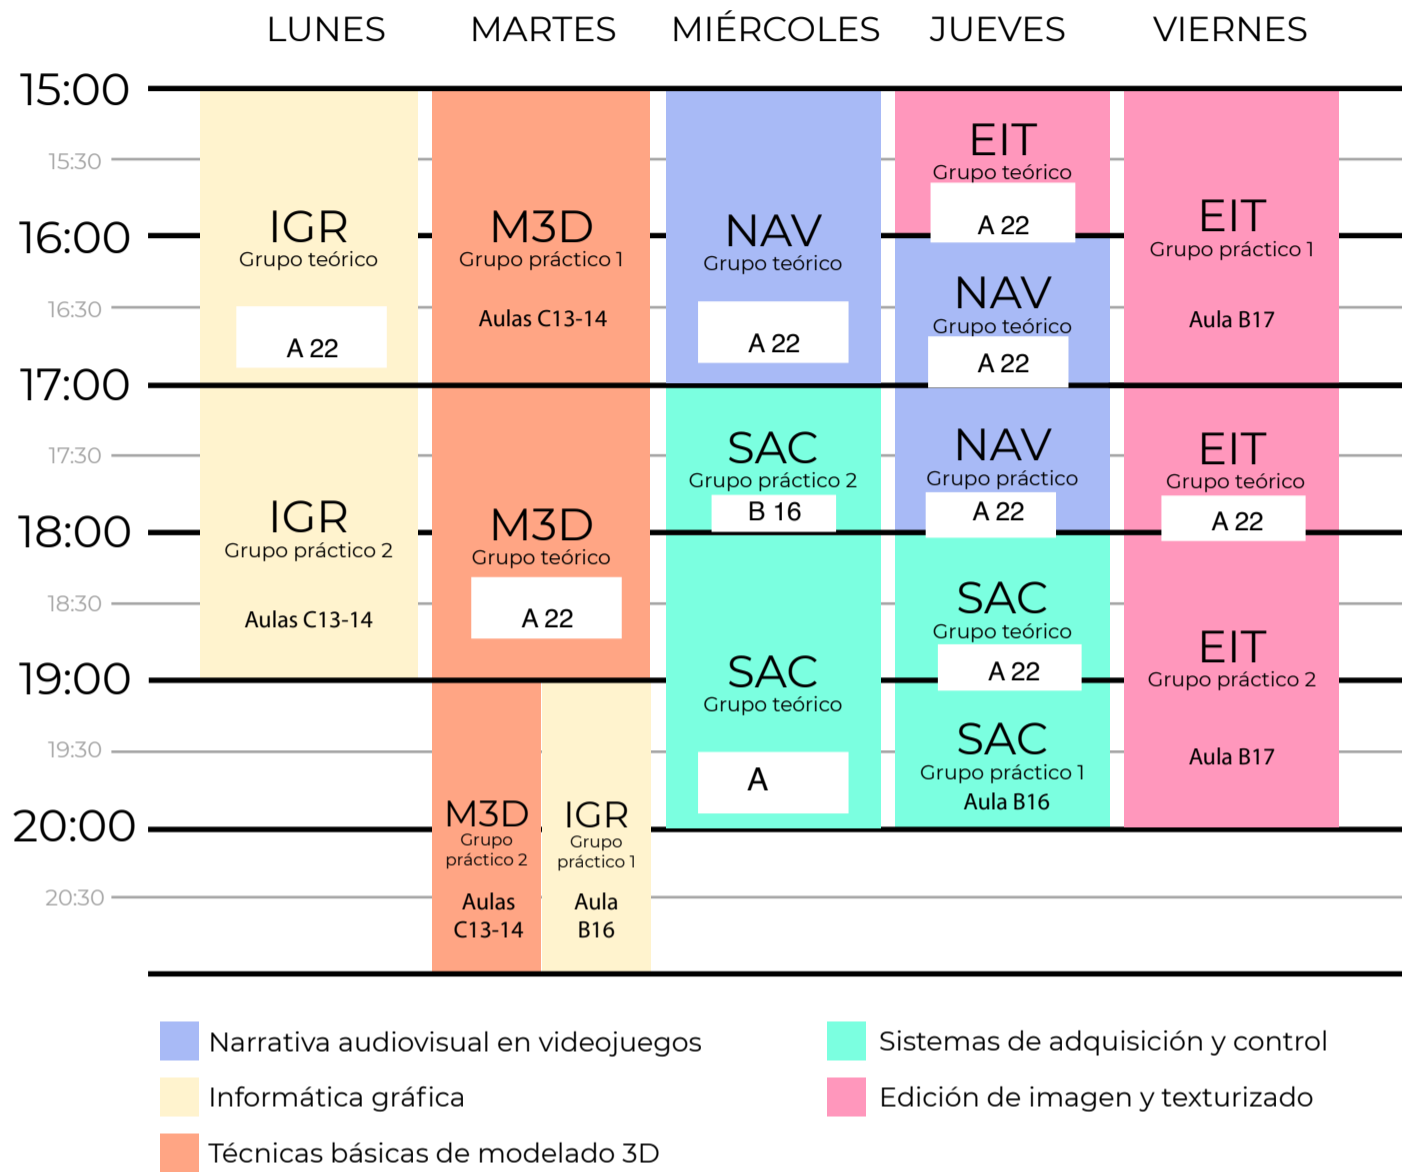 LUNES
MARTES
MIÉRCOLES
JUEVES
VIERNES
15:00
15:30
16:00
16:30
17:00
17:30
18:00
18:30
19:00
19:30
20:00
20:30
IGR
Grupo teórico
A 22
IGR
Grupo práctico 2
Aulas C13-14
M3D
Grupo práctico 1
Aulas C13-14
M3D
Grupo teórico
A 22
M3D
Grupo
práctico 2
Aulas
C13-14
IGR
Grupo
práctico 1
Aula
B16
NAV
Grupo teórico
A 22
SAC
Grupo práctico 2
B 16
SAC
Grupo teórico
A
EIT
Grupo teórico
A 22
NAV
Grupo teórico
A 22
NAV
Grupo práctico
A 22
SAC
Grupo teórico
A 22
SAC
Grupo práctico 1
Aula B16
EIT
Grupo práctico 1
Aula B17
EIT
Grupo teórico
A 22
EIT
Grupo práctico 2
Aula B17
Narrativa audiovisual en videojuegos
Informática gráfica
Técnicas básicas de modelado 3D
Sistemas de adquisición y control
Edición de imagen y texturizado